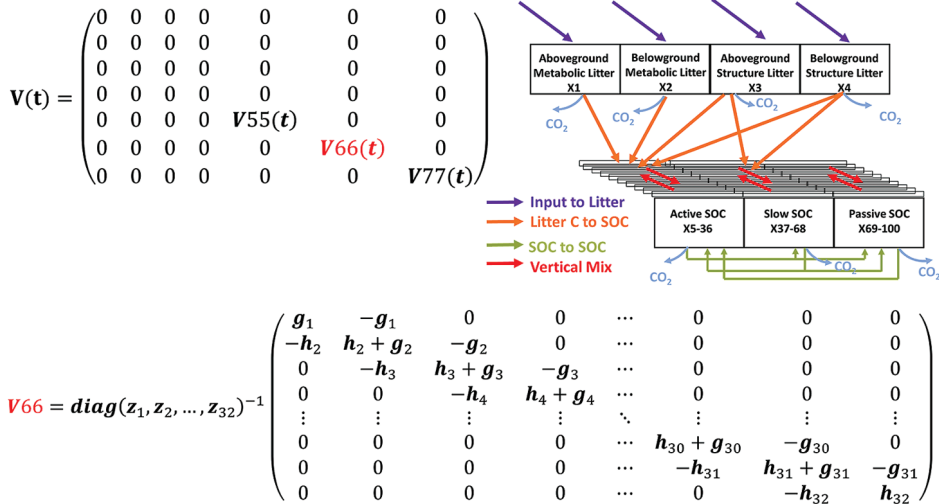 0 0 0 0 0 0 0
0 0 0 0 0 0 0
0 0 0 0 0 0 0
V(t) = 0 0 0 0 0 0 0
0 0 0 0 V55(t) 0 0
0 0 0 0 0 V66(t) 0
0 0 0 0 0 0 V77(t)
Aboveground Metabolic Litter X1
Belowground Metabolic Litter X2
Aboveground Structure Litter X3
Belowground Structure Litter X4
CO2 CO2 CO2 CO2
Input to Litter
Litter C to SOC
SOC to SOC
Vertical Mix
Active SOC X5-36
Slow SOC X37-68
Passive SOC X69-100
CO2 CO2 CO2
V66 = diag(z1, z2, ..., z32)−1
g1 −g1 0 0 ⋯ 0 0 0
−h2 h2 + g2 −g2 0 ⋯ 0 0 0
0 −h3 h3 + g3 −g3 ⋯ 0 0 0
0 0 −h4 h4 + g4 ⋯ 0 0 0
⋮ ⋮ ⋮ ⋮ ⋱ ⋮ ⋮ ⋮
0 0 0 0 ⋯ h30 + g30 −g30 0
0 0 0 0 ⋯ −h31 h31 + g31 −g31
0 0 0 0 ⋯ 0 −h32 h32